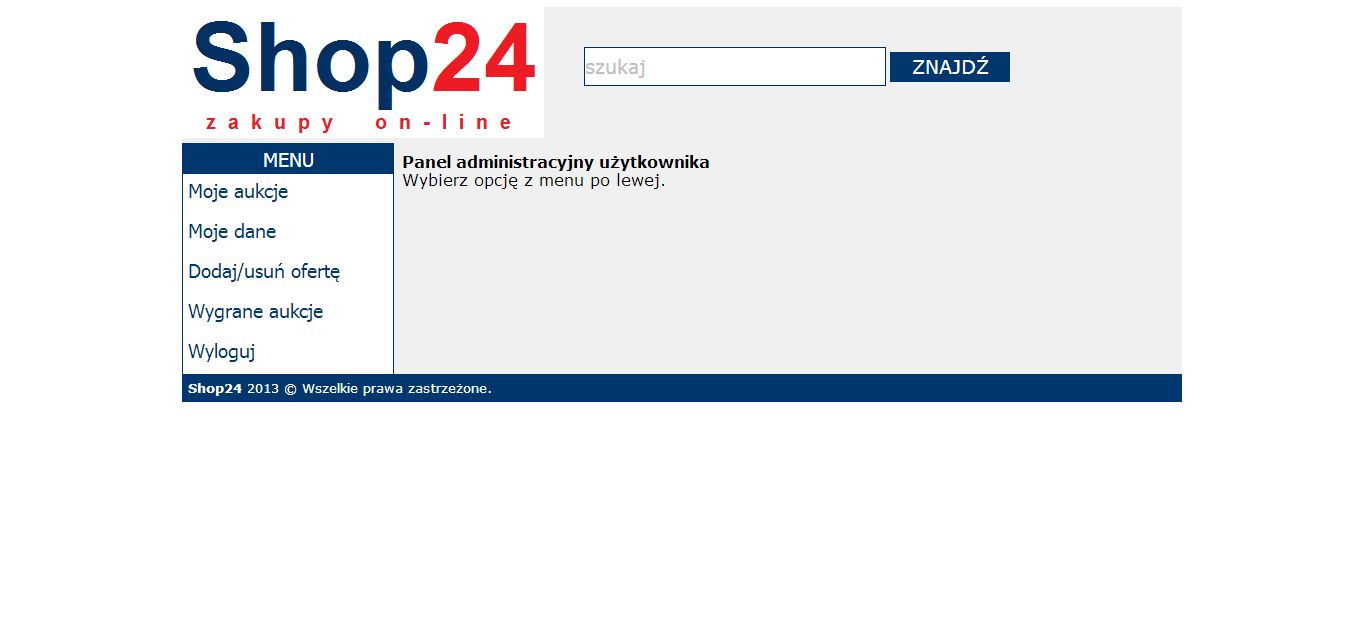 Shop24
zakupy on-line
szukaj
ZNAJDŹ
MENU
Moje aukcje
Moje dane
Dodaj/usuń ofertę
Wygrane aukcje
Wyloguj
Panel administracyjny użytkownika
Wybierz opcję z menu po lewej.
Shop24 2013 © Wszelkie prawa zastrzeżone.